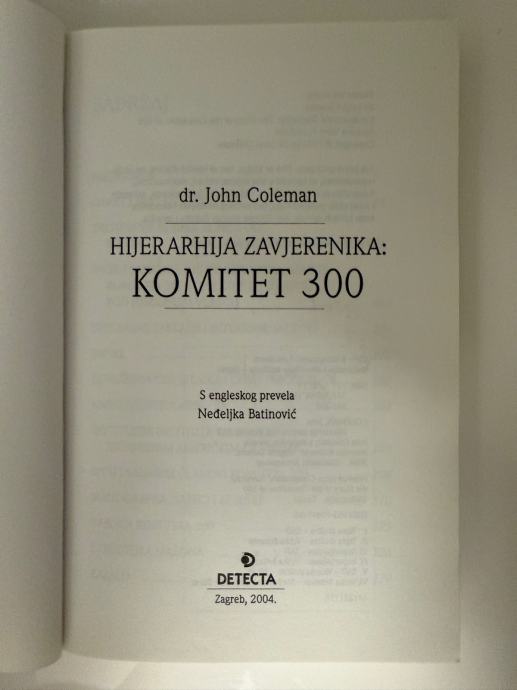 dr. John Coleman
HIJERARHIJA ZAVJERENIKA:
KOMITET 300
S engleskog prevela
Neđeljka Batinović
DETECTA
Zagreb, 2004.